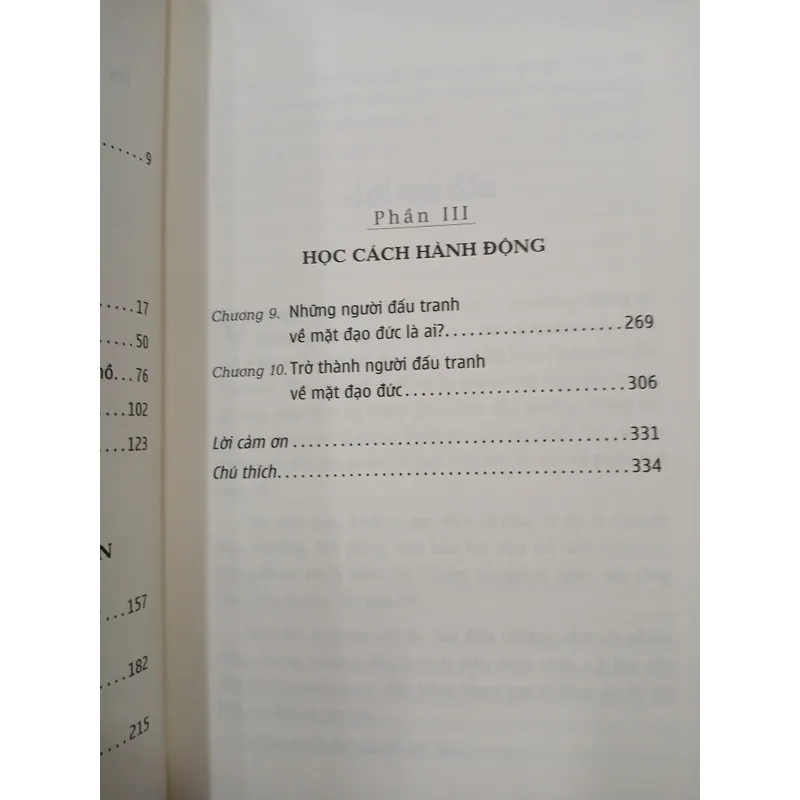 9
17
50
76
102
123
N
157
182
215
Phần III
HỌC CÁCH HÀNH ĐỘNG
Chương 9. Những người đấu tranh
về mặt đạo đức là ai?......................269
Chương 10. Trở thành người đấu tranh
về mặt đạo đức...........................306
Lời cảm ơn........................................331
Chú thích..........................................334